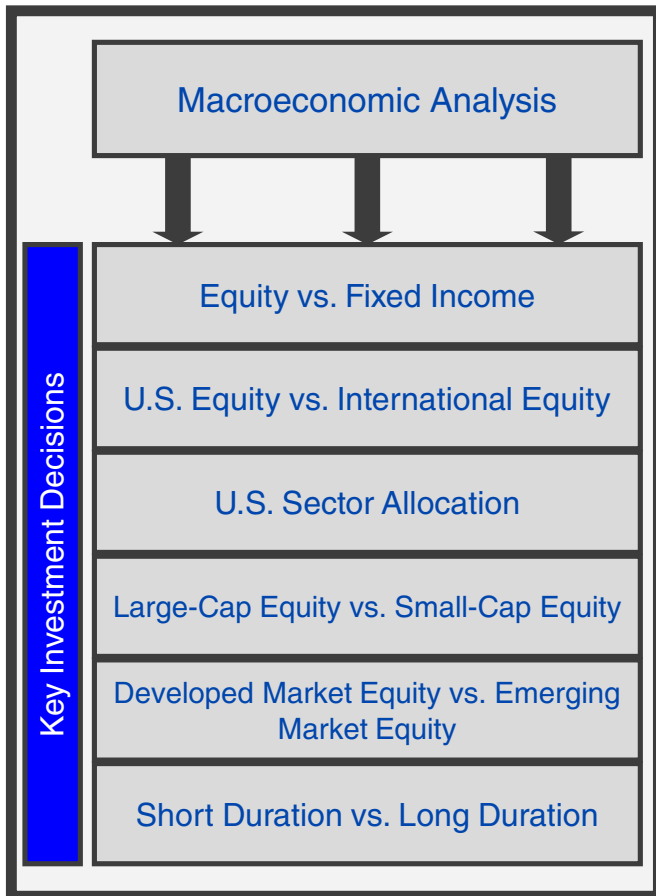 Macroeconomic Analysis
Key Investment Decisions
Equity vs. Fixed Income
U.S. Equity vs. International Equity
U.S. Sector Allocation
Large-Cap Equity vs. Small-Cap Equity
Developed Market Equity vs. Emerging
Market Equity
Short Duration vs. Long Duration